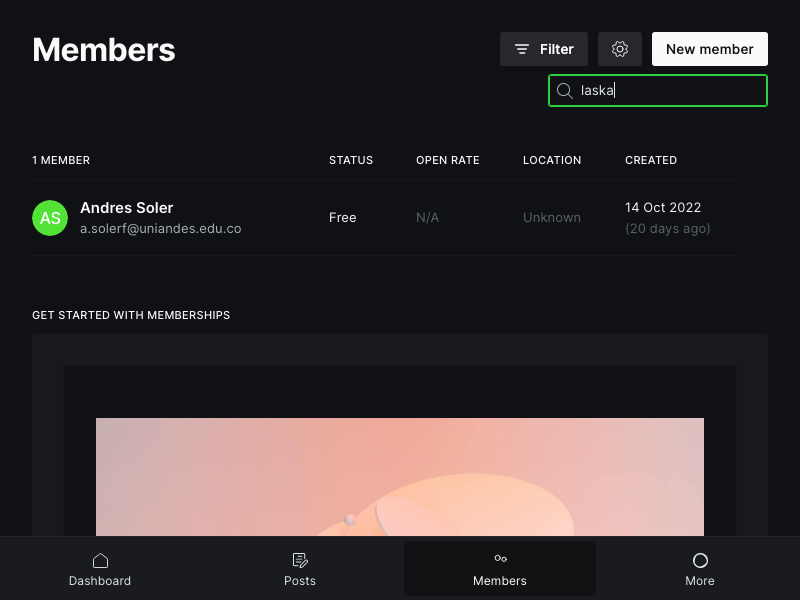 Members
Filter
New member
laska
1 MEMBER
STATUS
OPEN RATE
LOCATION
CREATED
AS
Andres Soler
a.solerf@uniandes.edu.co
Free
N/A
Unknown
14 Oct 2022
(20 days ago)
GET STARTED WITH MEMBERSHIPS
Dashboard
Posts
Members
More